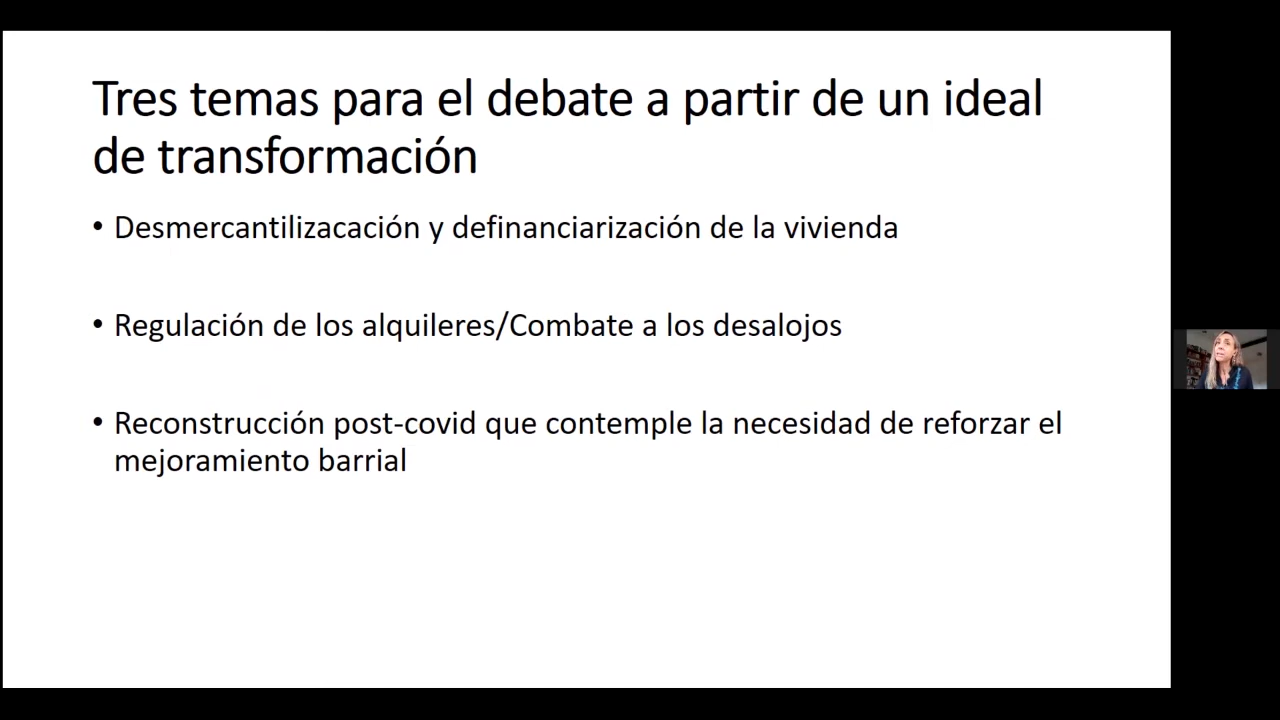 Tres temas para el debate a partir de un ideal
de transformación
• Desmercantilizacación y definanciarización de la vivienda
• Regulación de los alquileres/Combate a los desalojos
• Reconstrucción post-covid que contemple la necesidad de reforzar el
mejoramiento barrial